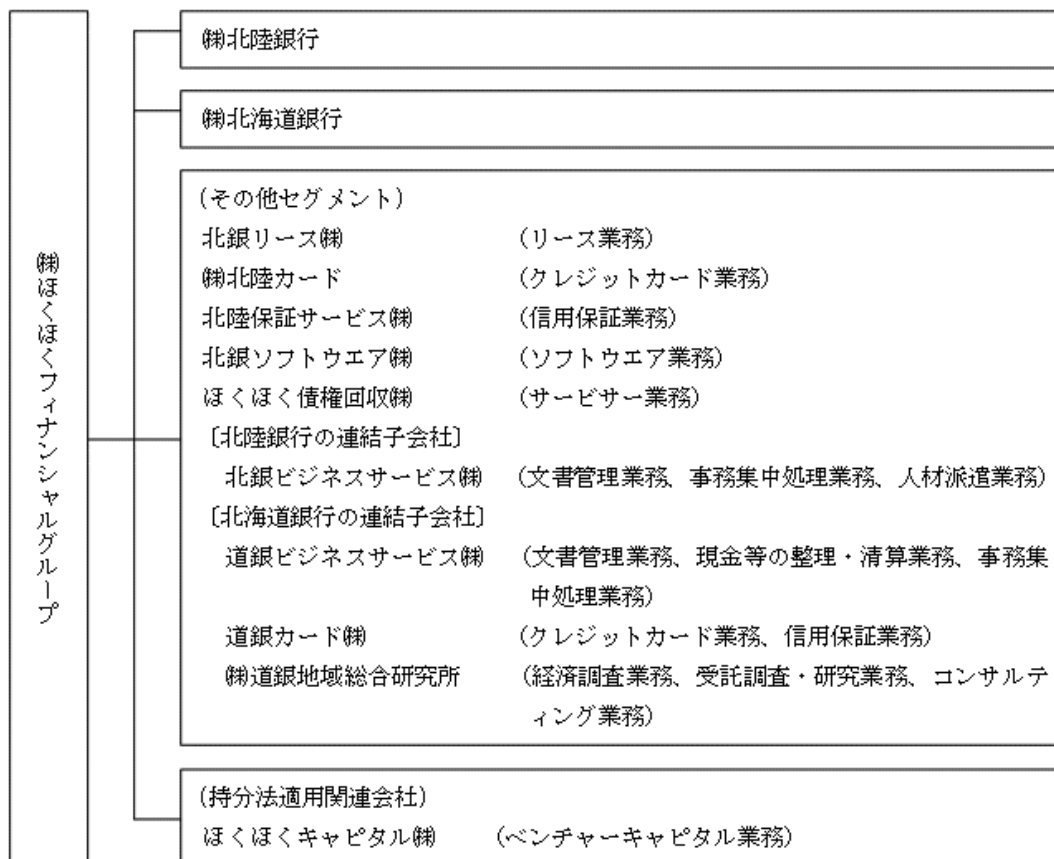 ㈱ほくほくフィナンシャルグループ
㈱北陸銀行
㈱北海道銀行
(その他セグメント)
北銀リース㈱ (リース業務)
㈱北陸カード (クレジットカード業務)
北陸保証サービス㈱ (信用保証業務)
北銀ソフトウエア㈱ (ソフトウエア業務)
ほくほく債権回収㈱ (サービサー業務)
〔北陸銀行の連結子会社〕
北銀ビジネスサービス㈱ (文書管理業務、事務集中処理業務、人材派遣業務)
〔北海道銀行の連結子会社〕
道銀ビジネスサービス㈱ (文書管理業務、現金等の整理・清算業務、事務集
中処理業務)
道銀カード㈱ (クレジットカード業務、信用保証業務)
㈱道銀地域総合研究所 (経済調査業務、受託調査・研究業務、コンサルテ
ィング業務)
(持分法適用関連会社)
ほくほくキャピタル㈱ (ベンチャーキャピタル業務)